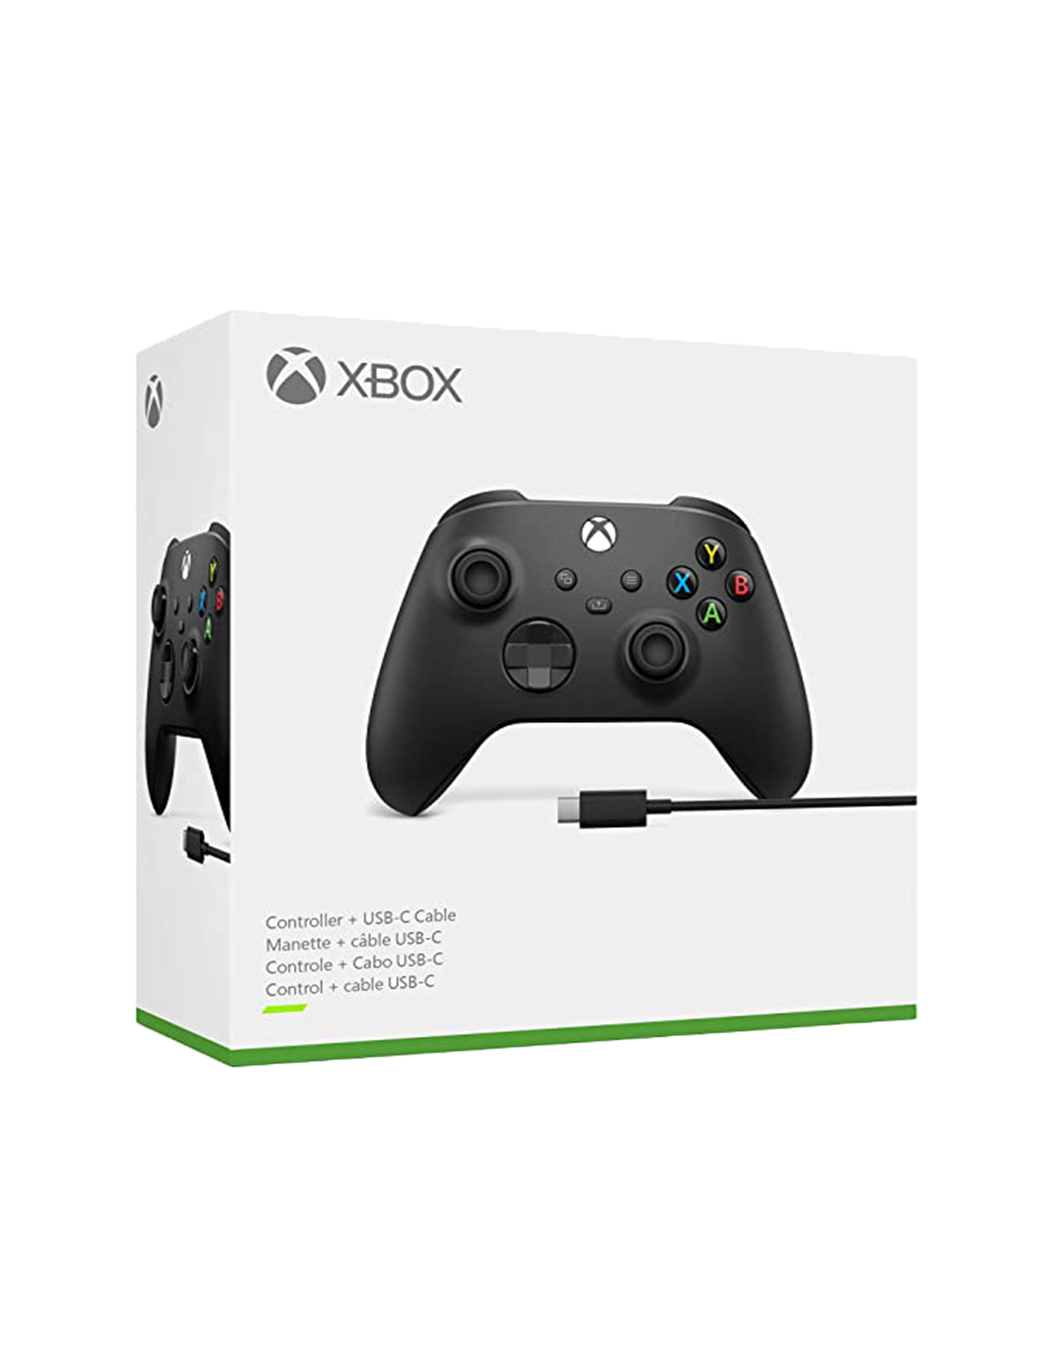 XBOX
Y
X
B
A
Y
X
B
A
Controller + USB-C Cable
Manette + câble USB-C
Controle + Cabo USB-C
Control + cable USB-C